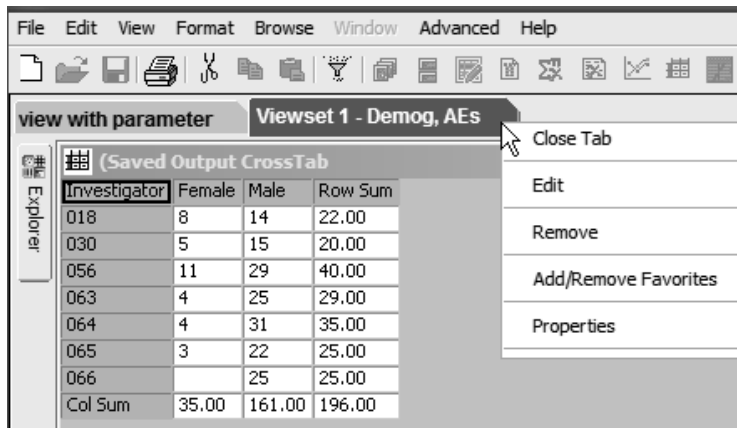 File Edit View Format Browse Window Advanced Help
view with parameter
Viewset 1 - Demog, AEs
Explorer
(Saved Output CrossTab
Investigator Female Male Row Sum
018 8 14 22.00
030 5 15 20.00
056 11 29 40.00
063 4 25 29.00
064 4 31 35.00
065 3 22 25.00
066 25 25.00
Col Sum 35.00 161.00 196.00
Close Tab
Edit
Remove
Add/Remove Favorites
Properties